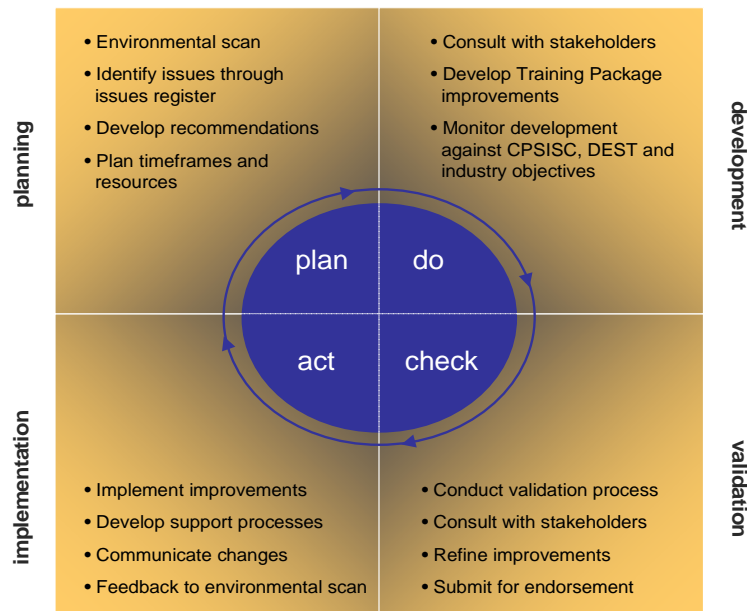 planning
• Environmental scan
• Identify issues through
issues register
• Develop recommendations
• Plan timeframes and
resources
• Consult with stakeholders
• Develop Training Package
improvements
• Monitor development
against CPSISC, DEST and
industry objectives
development
plan
do
act
check
implementation
• Implement improvements
• Develop support processes
• Communicate changes
• Feedback to environmental scan
• Conduct validation process
• Consult with stakeholders
• Refine improvements
• Submit for endorsement
validation